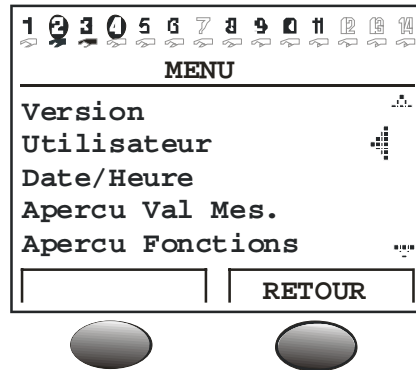 1 2 3 4 5 6 7 8 9 10 11 12 13 14
MENU
Version
Utilisateur
Date/Heure
Apercu Val Mes.
Apercu Fonctions
RETOUR